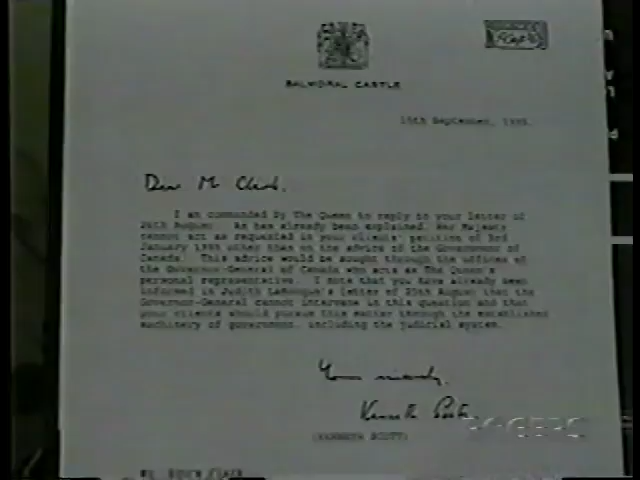 BALMORAL CASTLE
15th September, 1995.
Dear Mr Clark,
I am commanded by The Queen to reply to your letter of
26th August. As has already been explained, Her Majesty
cannot act as requested in your clients' petition of 3rd
January 1995 other than on the advice of the Government of
Canada. This advice would be sought through the offices of
the Governor-General of Canada who acts as The Queen's
personal representative. I note that you have already been
informed in Judith LaRocque's letter of August that the
Governor-General cannot intervene in this question and that
your clients should pursue this matter through the established
machinery of government, including the judicial system.
Yours sincerely,
Kenneth Scott
(KENNETH SCOTT)